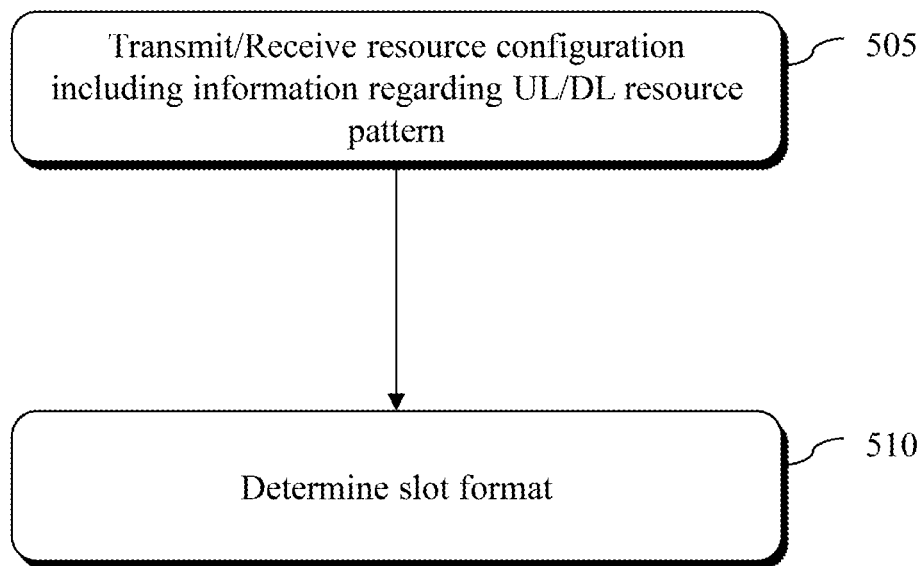 Transmit/Receive resource configuration
including information regarding UL/DL resource
pattern
505
Determine slot format
510